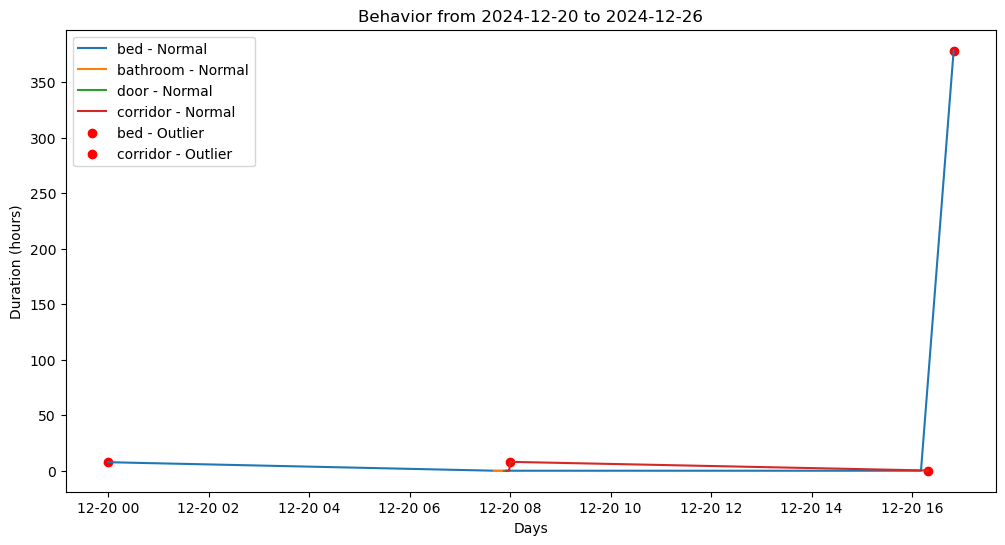 Behavior from 2024-12-20 to 2024-12-26
bed - Normal
bathroom - Normal
door - Normal
corridor - Normal
bed - Outlier
corridor - Outlier
Duration (hours)
350
300
250
200
150
100
50
0
12-20 00 12-20 02 12-20 04 12-20 06 12-20 08 12-20 10 12-20 12 12-20 14 12-20 16
Days